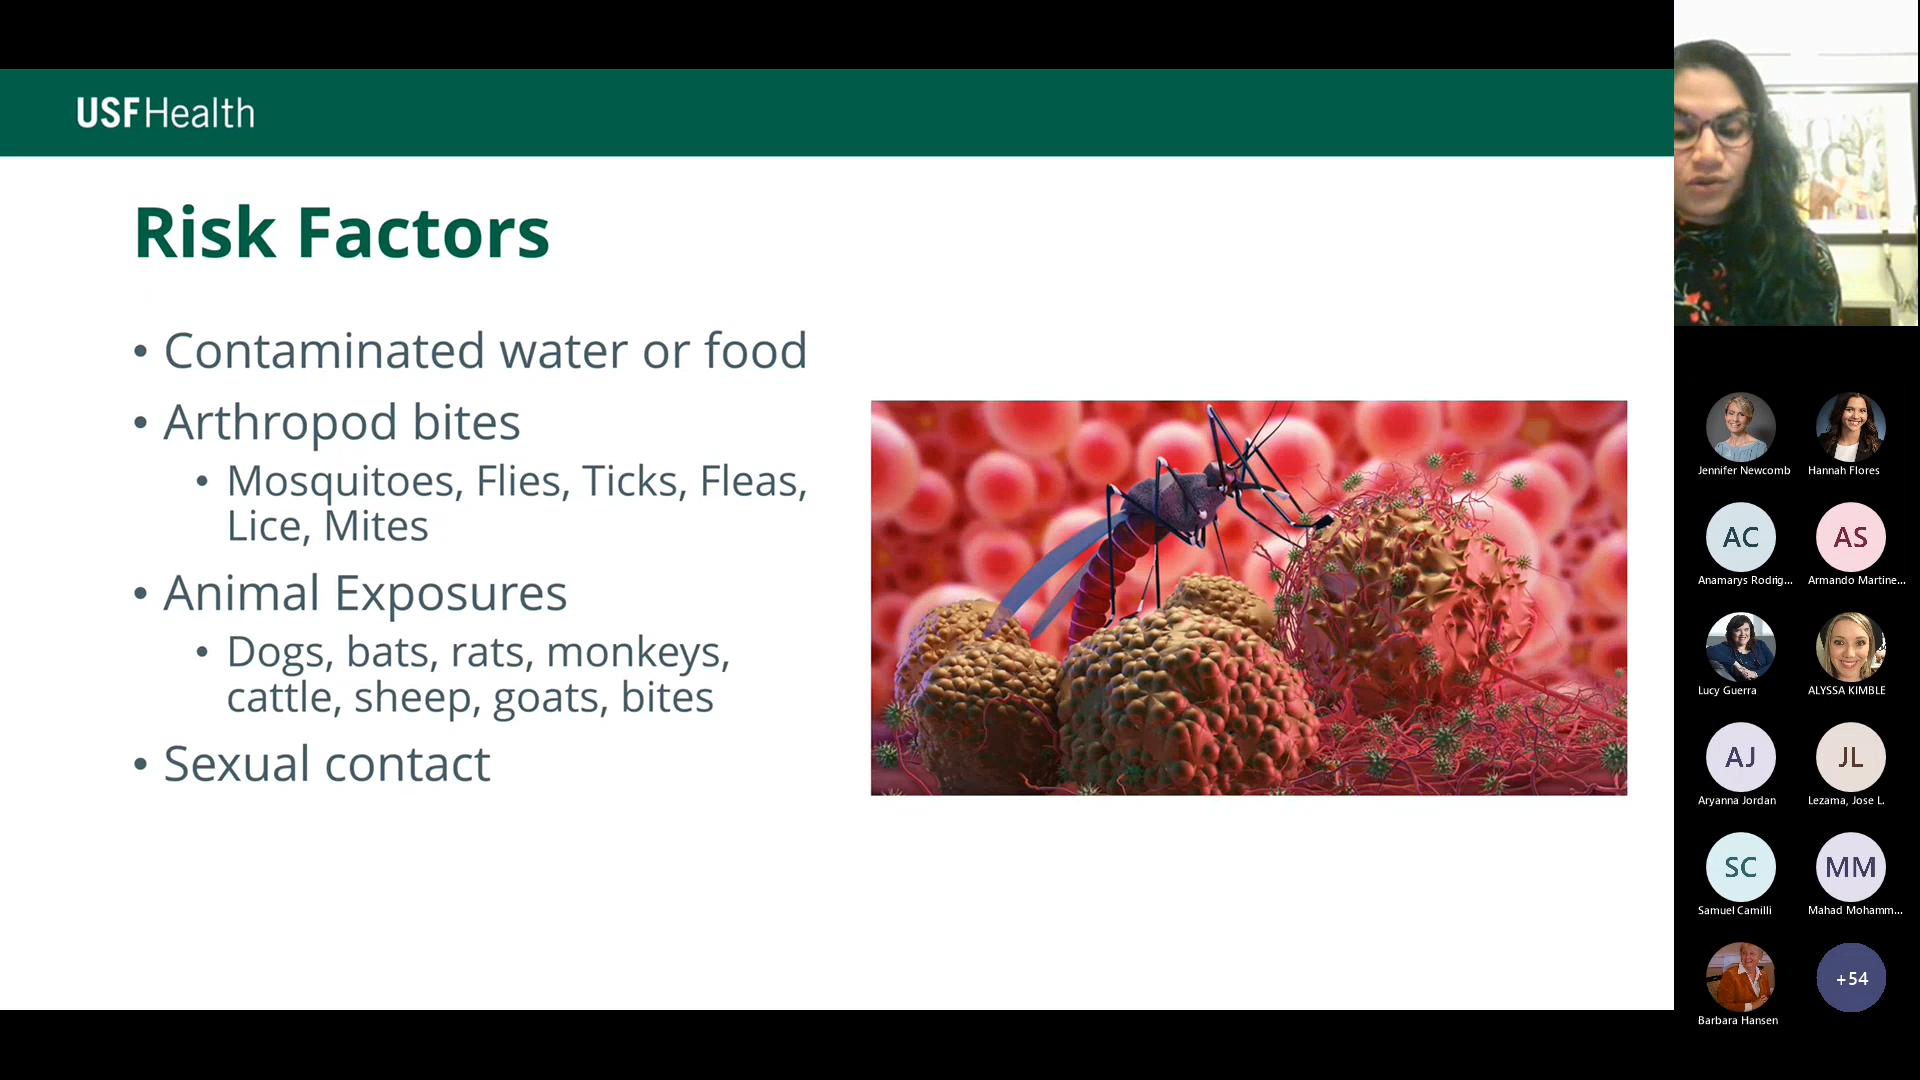 USFHealth
Risk Factors
• Contaminated water or food
• Arthropod bites
• Mosquitoes, Flies, Ticks, Fleas,
Lice, Mites
• Animal Exposures
• Dogs, bats, rats, monkeys,
cattle, sheep, goats, bites
• Sexual contact
Jennifer Newcomb
Hannah Flores
AC
AS
Anamarys Rodrig...
Armando Martine...
Lucy Guerra
ALYSSA KIMBLE
AJ
JL
Aryanna Jordan
Lezama, Jose L.
SC
MM
Samuel Camilli
Mahad Mohamm...
+54
Barbara Hansen